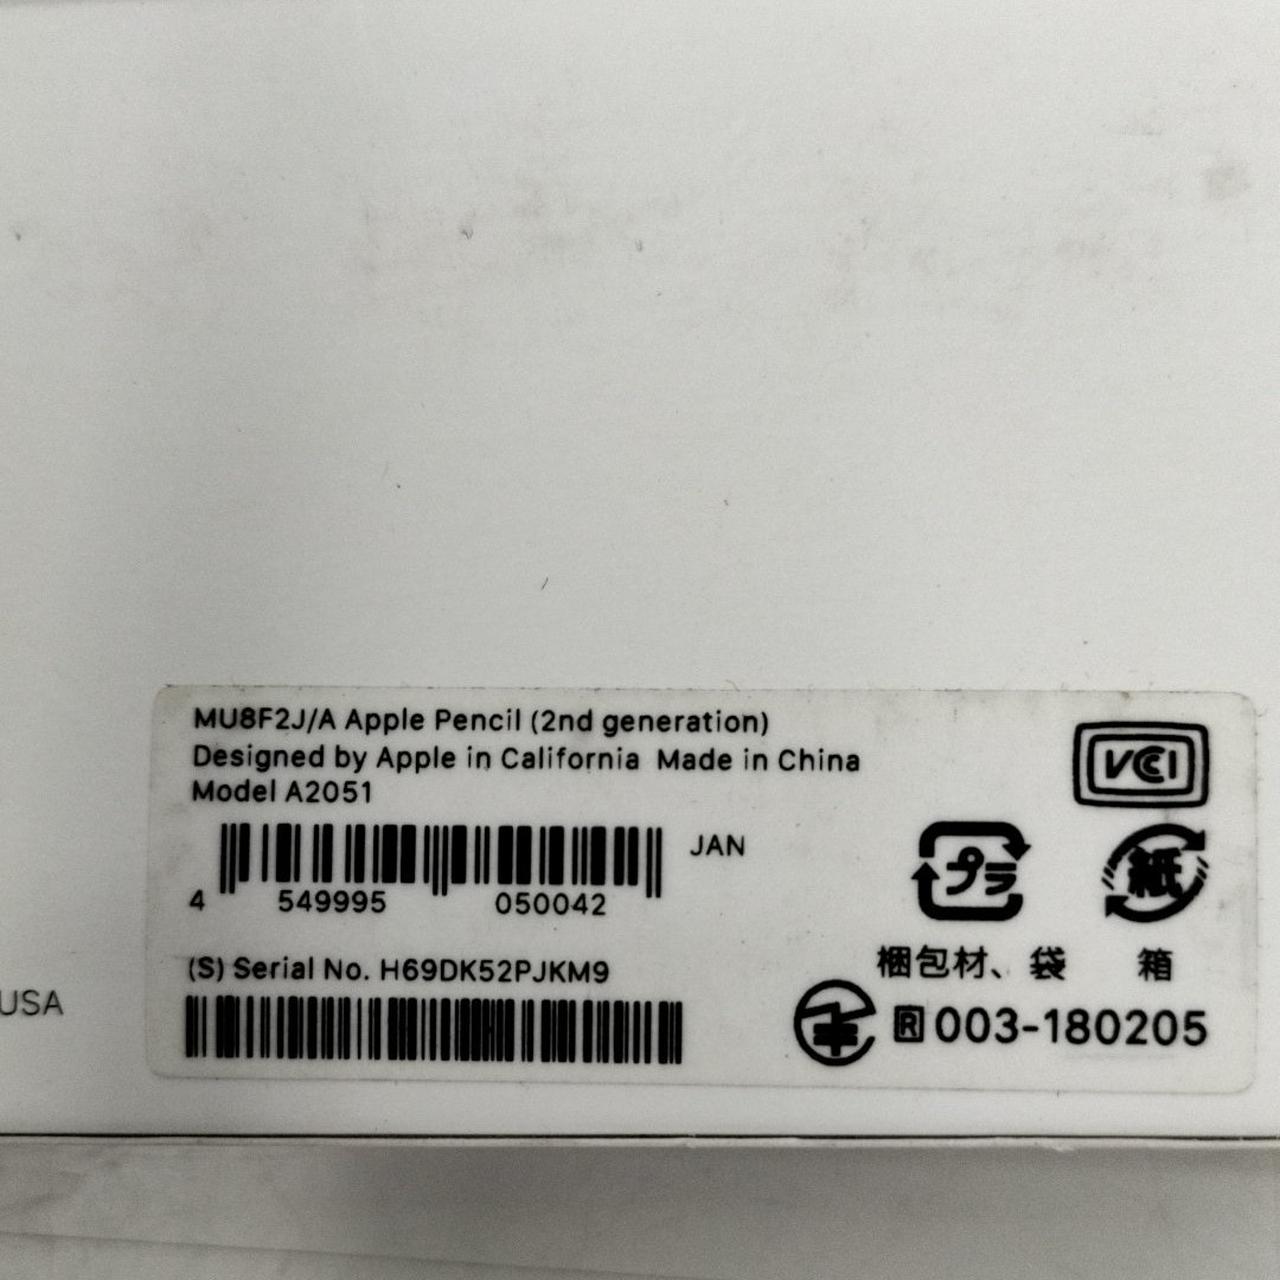 MU8F2J/A Apple Pencil (2nd generation)
Designed by Apple in California Made in China
Model A2051
VCCI
JAN
プラ
紙
4 549995 050042
梱包材、袋 箱
(S) Serial No. H69DK52PJKM9
USA
R 003-180205